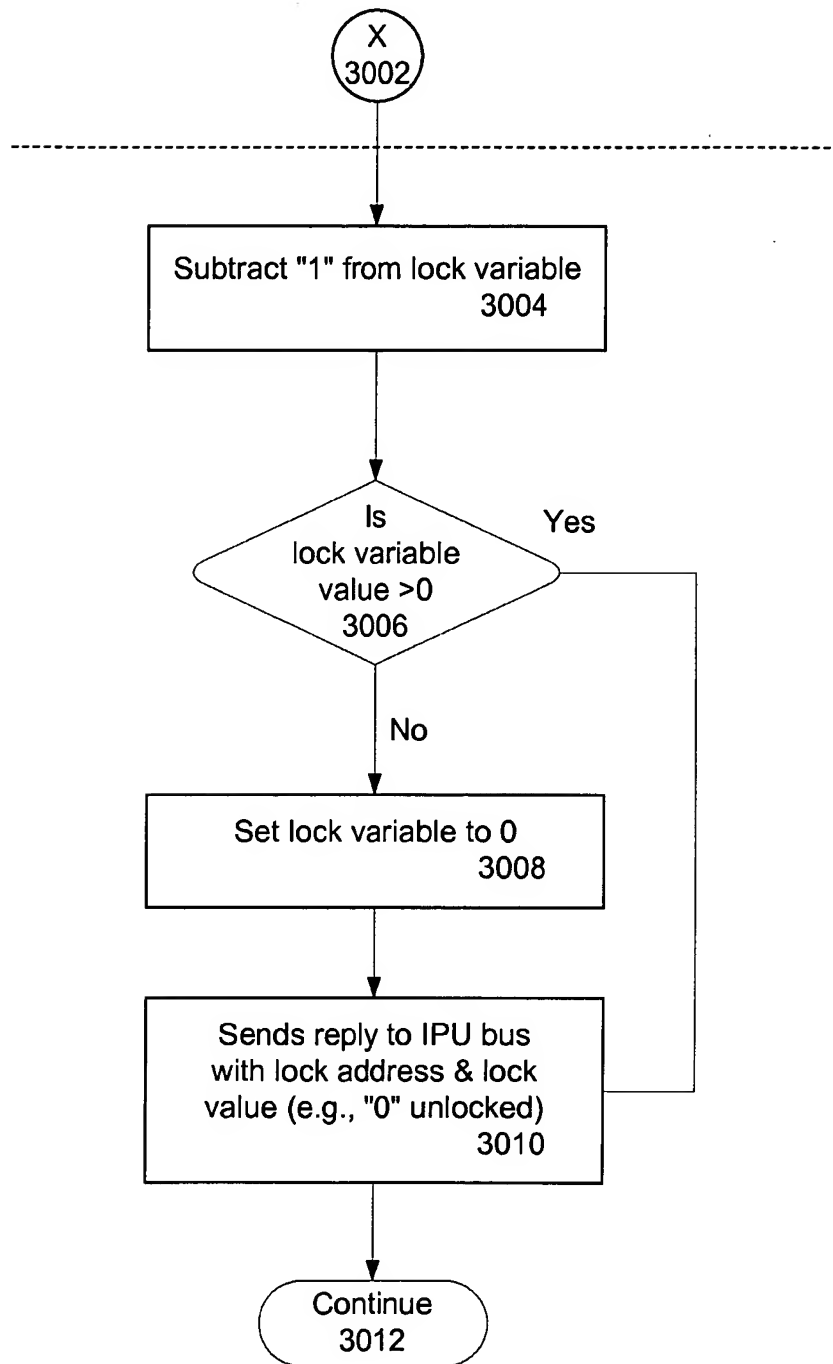 X
3002
Subtract "1" from lock variable
3004
Is
lock variable
value >0
3006
Yes
No
Set lock variable to 0
3008
Sends reply to IPU bus
with lock address & lock
value (e.g., "0" unlocked)
3010
Continue
3012